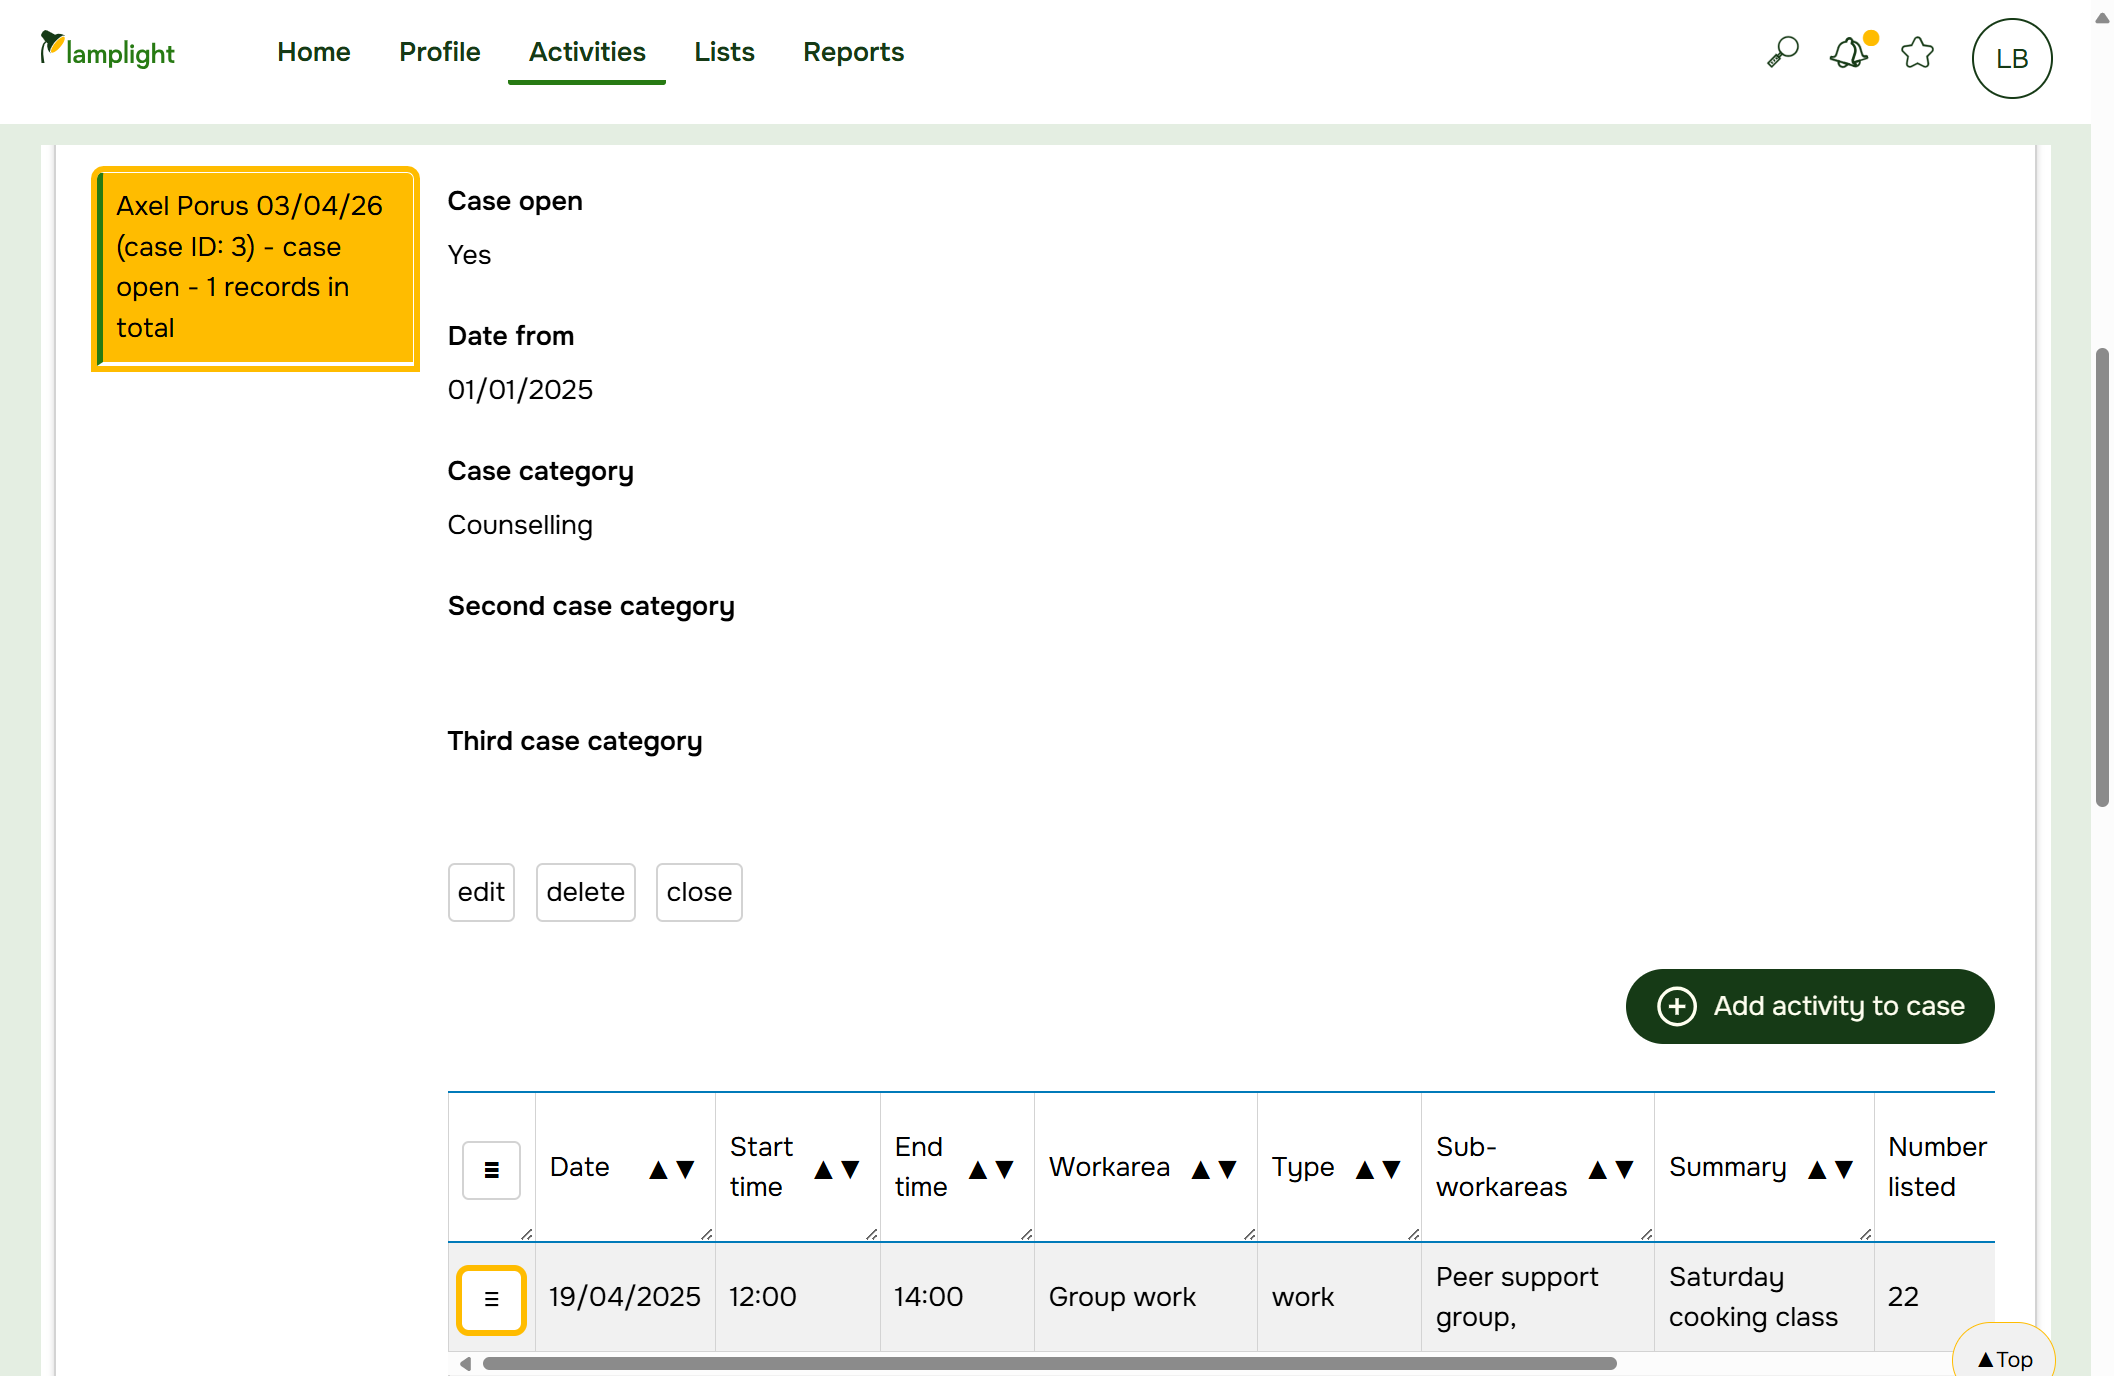 lamplight
Home Profile Activities Lists Reports
LB
Axel Porus 03/04/26
(case ID: 3) - case
open - 1 records in
total
Case open
Yes
Date from
01/01/2025
Case category
Counselling
Second case category
Third case category
edit delete close
Add activity to case
Date ▲▼ Start time ▲▼ End time ▲▼ Workarea ▲▼ Type ▲▼ Sub-workareas ▲▼ Summary ▲▼ Number listed
19/04/2025 12:00 14:00 Group work work Peer support group, Saturday cooking class 22
▲Top